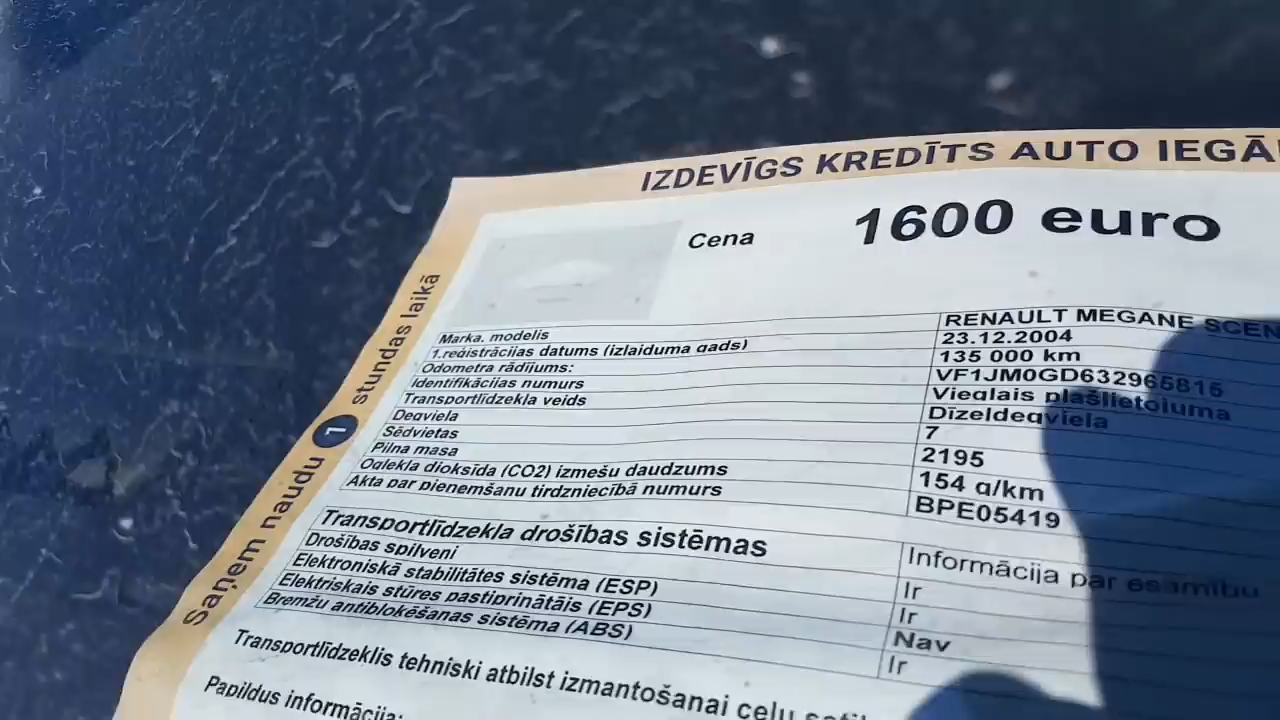 IZDEVĪGS KREDĪTS AUTO IEGĀ
Cena 1600 euro
Marka, modelis RENAULT MEGANE SCEN
1.reģistrācijas datums (izlaiduma gads) 23.12.2004
Odometra rādījums: 135 000 km
Identifikācijas numurs VF1JM0GD632965815
Transportlīdzekļa veids Vieglais plašlietojuma
Degviela Dīzeļdegviela
Sēdvietas 7
Pilna masa 2195
Oglekļa dioksīda (CO2) izmešu daudzums 154 g/km
Akta par pieņemšanu tirdzniecībā numurs BPE05419
Transportlīdzekļa drošības sistēmas Informācija par esamību
Drošības spilveni Ir
Elektroniskā stabilitātes sistēma (ESP) Ir
Elektriskais stūres pastiprinātājs (EPS) Nav
Bremžu antibloķēšanas sistēma (ABS) Ir
Transportlīdzeklis tehniski atbilst izmantošanai ceļu
Papildus informācija:
Saņem naudu 1 stundas laikā